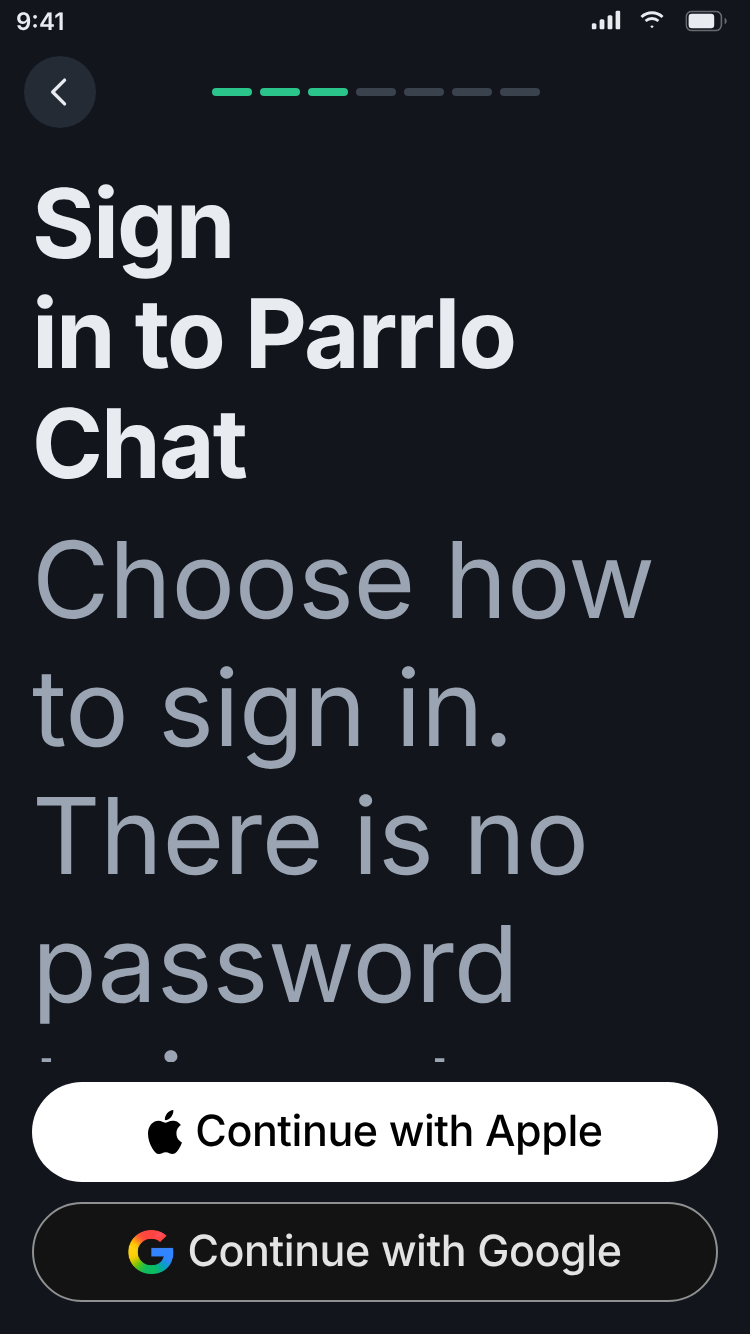 9:41
Sign
in to Parrlo
Chat
Choose how
to sign in.
There is no
password
Continue with Apple
Continue with Google